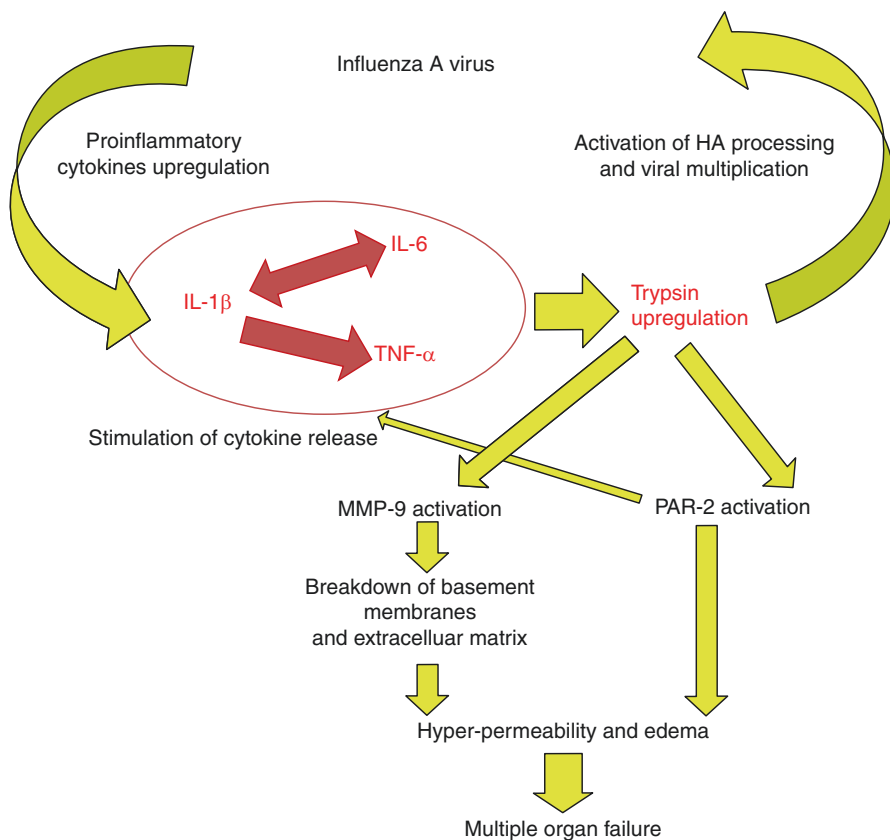 Influenza A virus
Proinflammatory
cytokines upregulation
Activation of HA processing
and viral multiplication
IL-6
IL-1β
TNF-α
Trypsin
upregulation
Stimulation of cytokine release
MMP-9 activation
PAR-2 activation
Breakdown of basement
membranes
and extracelluar matrix
Hyper-permeability and edema
Multiple organ failure